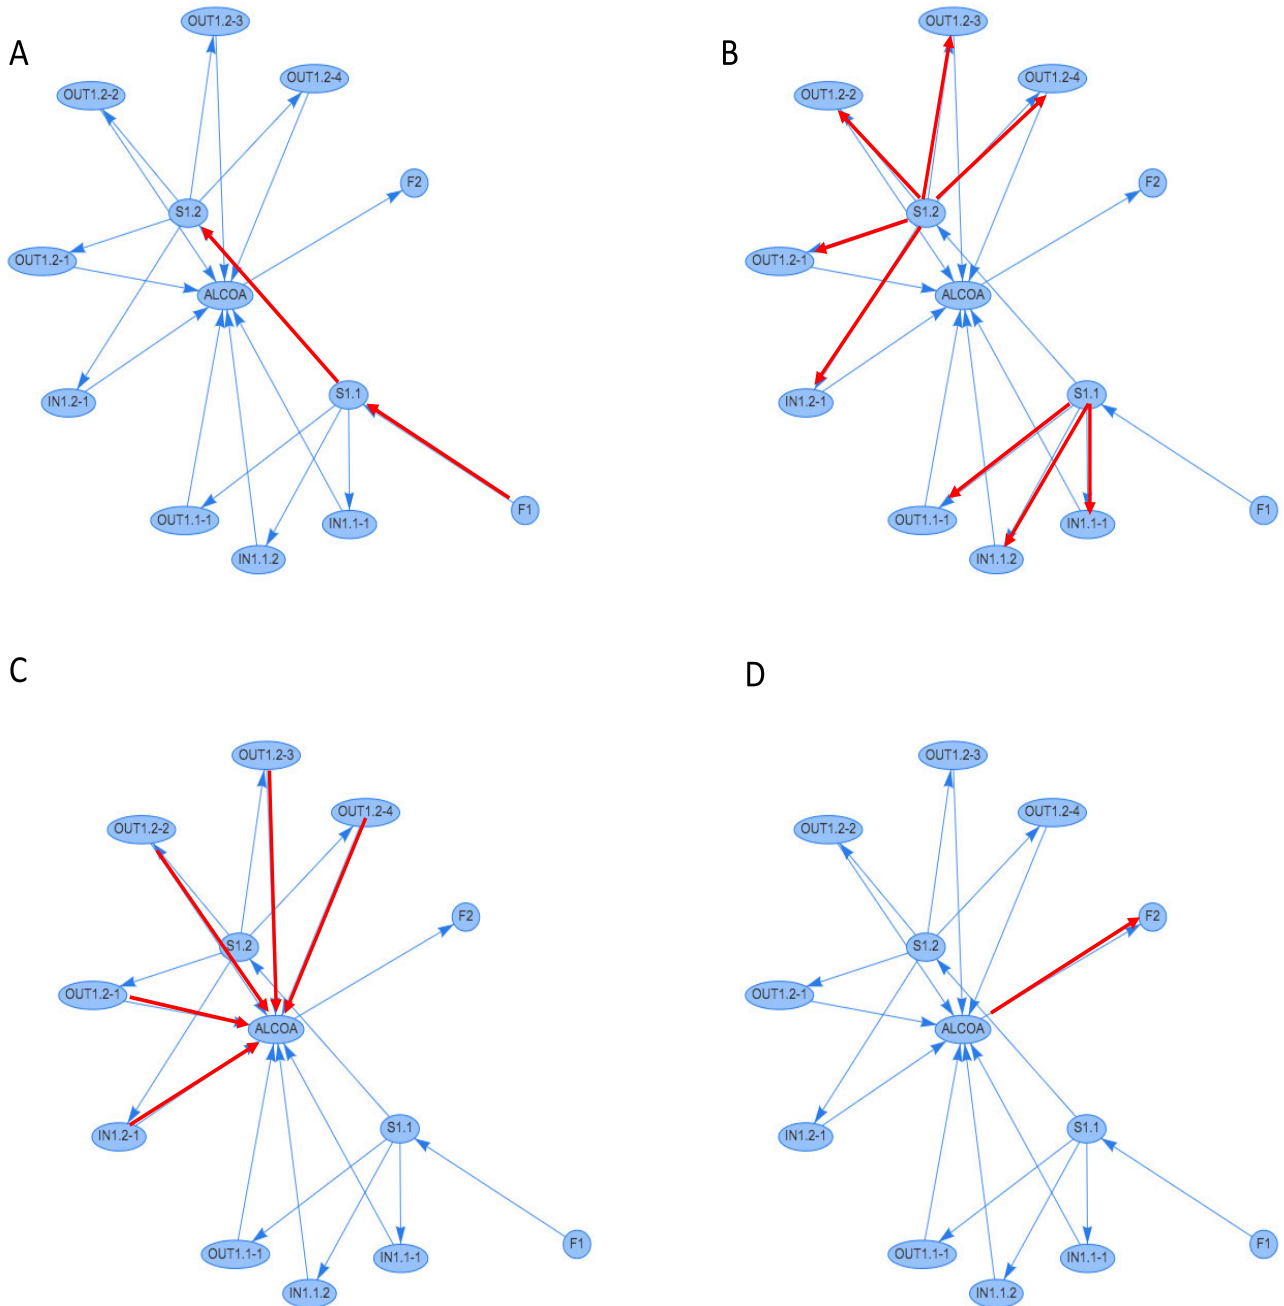 A
OUT1.2-3
OUT1.2-4
OUT1.2-2
F2
S1.2
OUT1.2-1
ALCOA
S1.1
IN1.2-1
F1
OUT1.1-1
IN1.1-1
IN1.1.2
B
OUT1.2-3
OUT1.2-4
OUT1.2-2
F2
S1.2
OUT1.2-1
ALCOA
S1.1
IN1.2-1
F1
OUT1.1-1
IN1.1-1
IN1.1.2
C
OUT1.2-3
OUT1.2-4
OUT1.2-2
F2
S1.2
OUT1.2-1
ALCOA
S1.1
IN1.2-1
F1
OUT1.1-1
IN1.1-1
IN1.1.2
D
OUT1.2-3
OUT1.2-4
OUT1.2-2
F2
S1.2
OUT1.2-1
ALCOA
S1.1
IN1.2-1
F1
OUT1.1-1
IN1.1-1
IN1.1.2